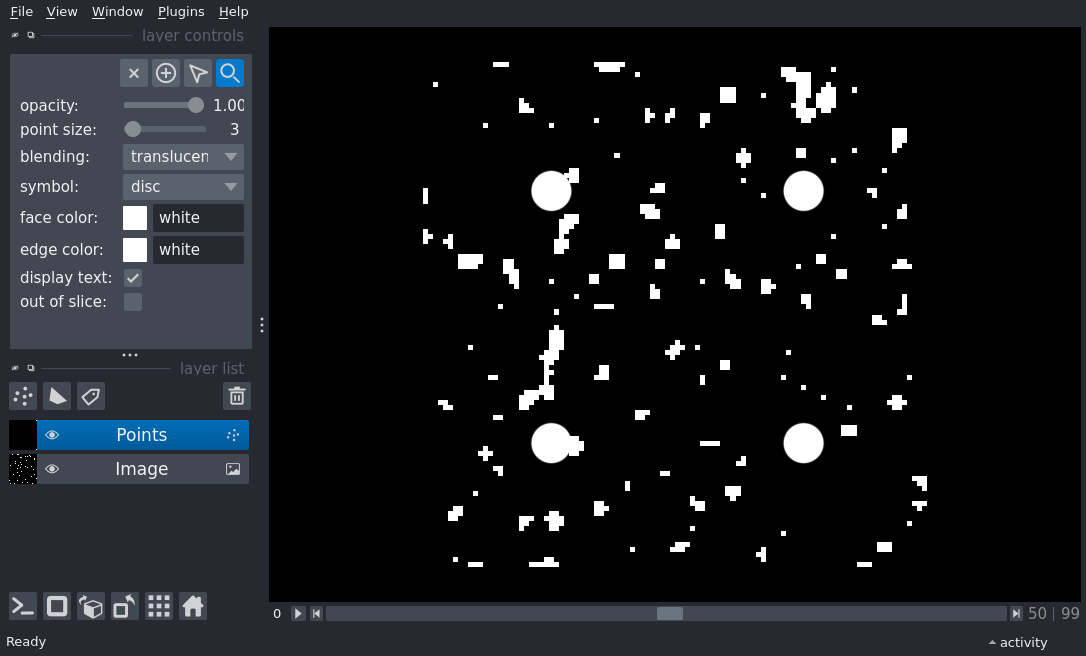 File View Window Plugins Help
layer controls
opacity: 1.00
point size: 3
blending: translucen
symbol: disc
face color: white
edge color: white
display text:
out of slice:
layer list
Points
Image
0 50 | 99
Ready activity